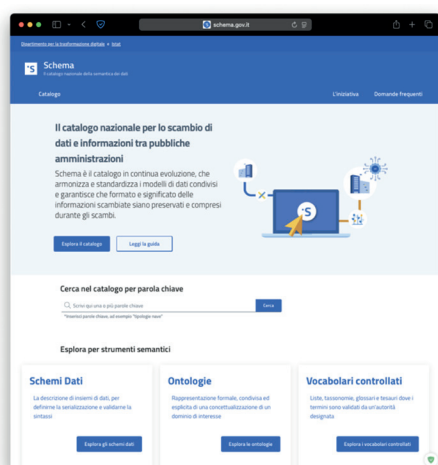 schema.gov.it
Dipartimento per la trasformazione digitale + Istat
'S Schema
Il catalogo nazionale della semantica dei dati
Catalogo L'iniziativa Domande frequenti
Il catalogo nazionale per lo scambio di
dati e informazioni tra pubbliche
amministrazioni
Schema è il catalogo in continua evoluzione, che
armonizza e standardizza i modelli di dati condivisi
e garantisce che formato e significato delle
informazioni scambiate siano preservati e compresi
durante gli scambi.
'S
Esplora il catalogo Leggi la guida
Cerca nel catalogo per parola chiave
Scrivi qui una o più parole chiave Cerca
*Inserisci parole chiave, ad esempio "tipologie naso"
Esplora per strumenti semantici
Schemi Dati
La descrizione di insiemi di dati, per
definirne la serializzazione e validarne la
sintassi
Esplora gli schemi dati
Ontologie
Rappresentazione formale, condivisa ed
esplicita di una concettualizzazione di un
dominio di interesse
Esplora le ontologie
Vocabolari controllati
Liste, tassonomie, glossari e tesauri dove i
termini sono validati da un'autorità
designata
Esplora i vocabolari controllati